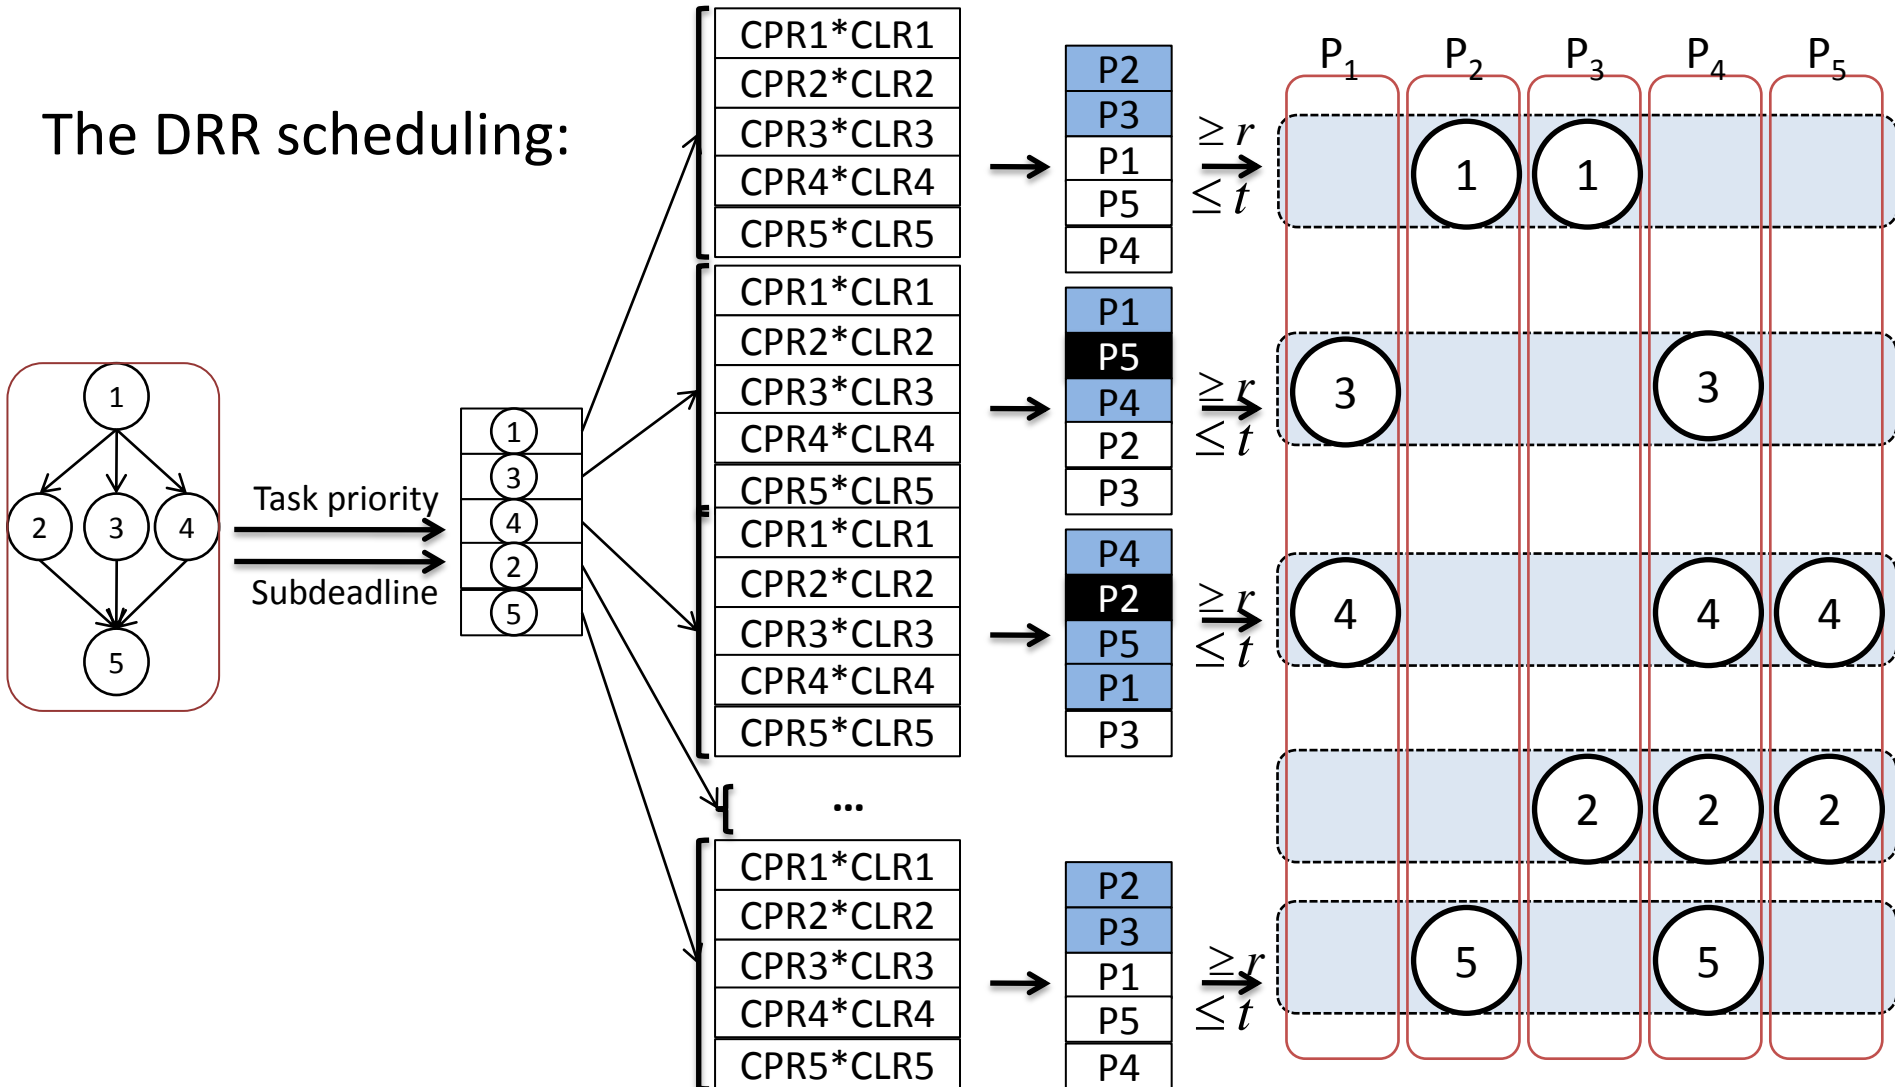 The DRR scheduling:
1
2
3
4
5
Task priority
Subdeadline
1
3
4
2
5
CPR1*CLR1
CPR2*CLR2
CPR3*CLR3
CPR4*CLR4
CPR5*CLR5
CPR1*CLR1
CPR2*CLR2
CPR3*CLR3
CPR4*CLR4
CPR5*CLR5
CPR1*CLR1
CPR2*CLR2
CPR3*CLR3
CPR4*CLR4
CPR5*CLR5
...
CPR1*CLR1
CPR2*CLR2
CPR3*CLR3
CPR4*CLR4
CPR5*CLR5
P2
P3
P1
P5
P4
P1
P5
P4
P2
P3
P4
P2
P5
P1
P3
P2
P3
P1
P5
P4
≥ r
≤ t
≥ r
≤ t
≥ r
≤ t
≥ r
≤ t
P₁ P₂ P₃ P₄ P₅
1 1
3 3
4 4 4
2 2 2
5 5